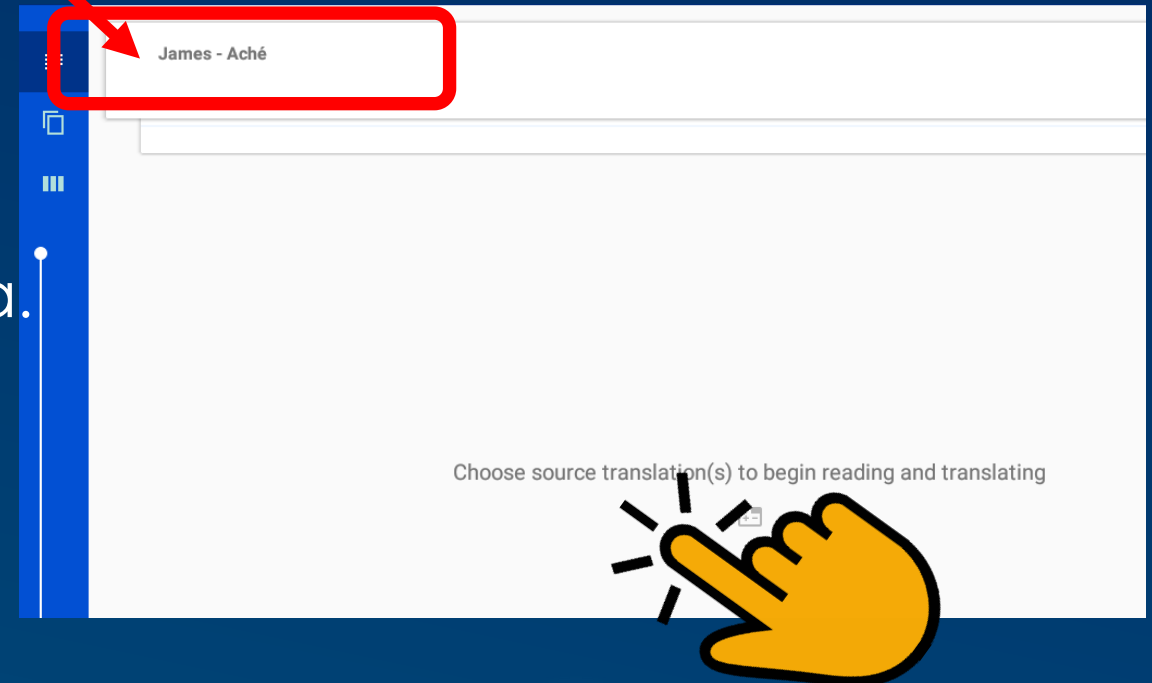 James - Aché
a.
Choose source translation(s) to begin reading and translating